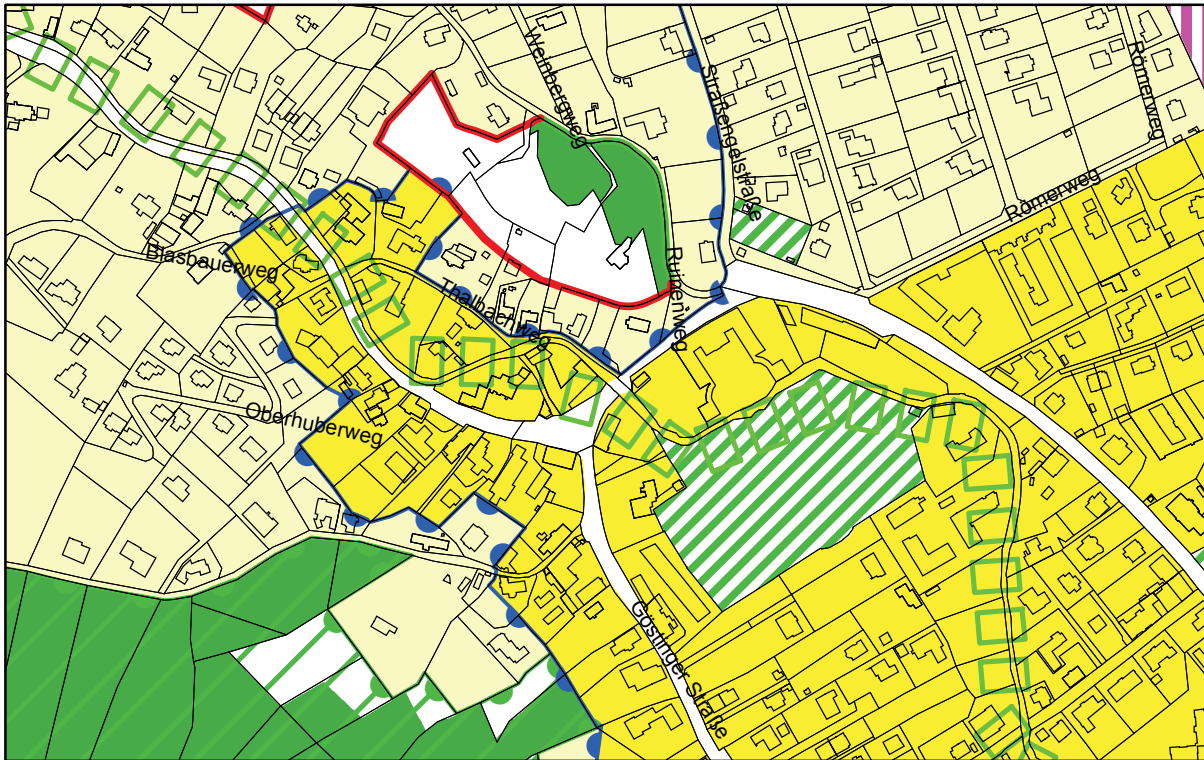 Weinbergweg
Straßengelstraße
Römerweg
Römerweg
Blasbauerweg
Thalbachweg
Ruinenweg
Oberhuberweg
Göstinger Straße